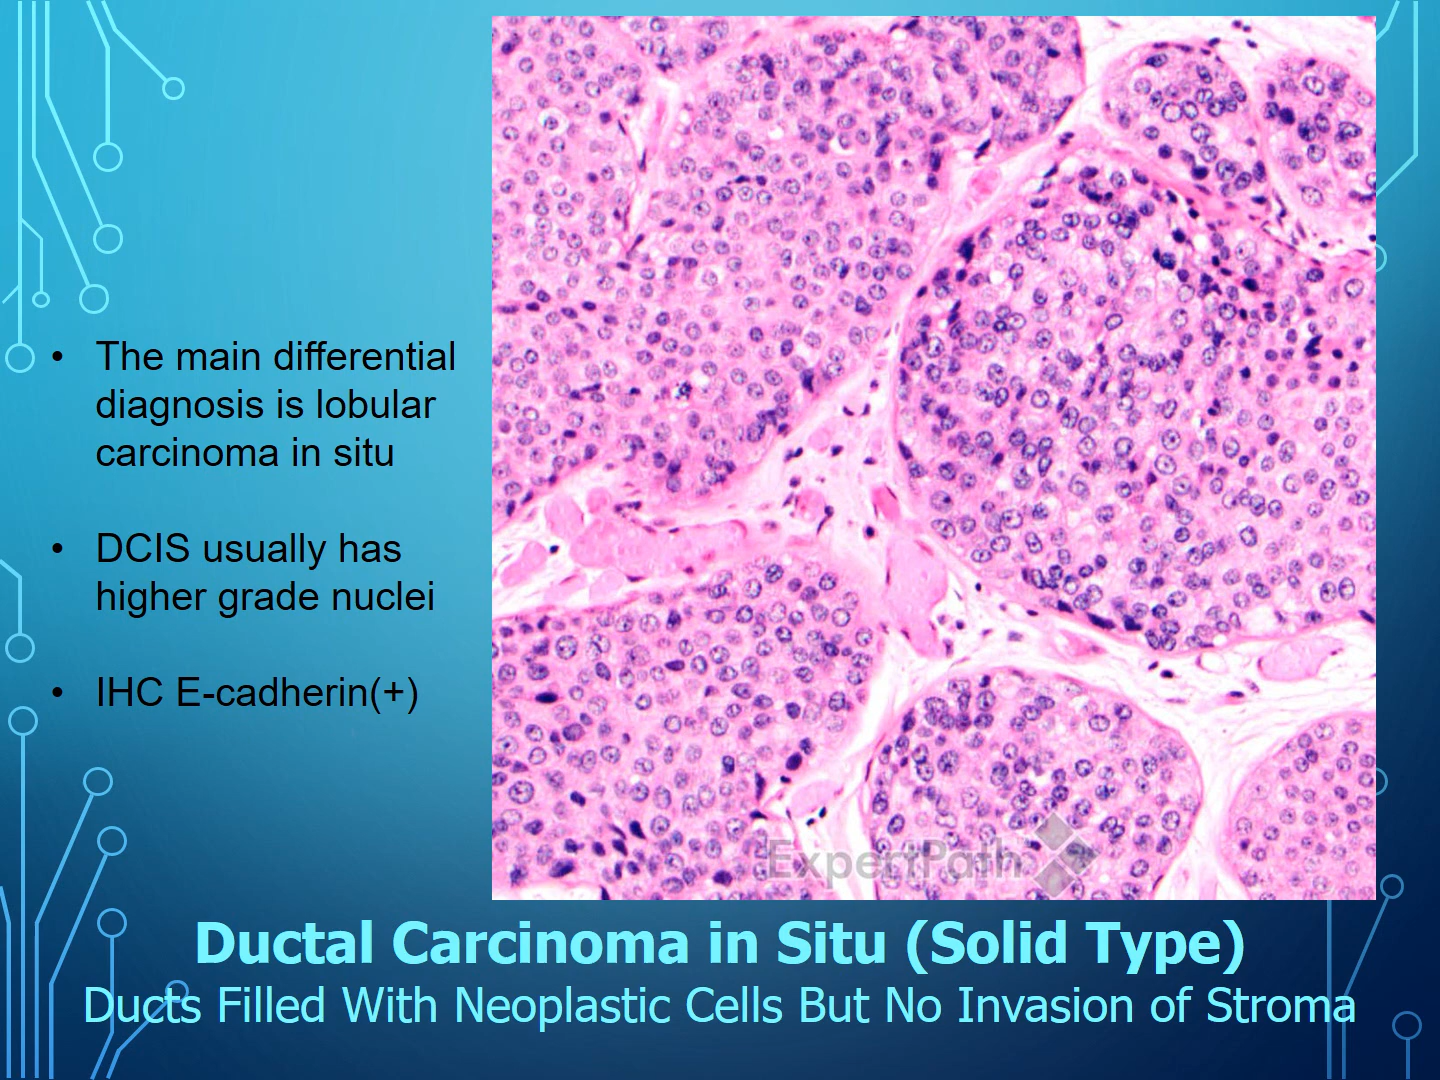 • The main differential
diagnosis is lobular
carcinoma in situ
• DCIS usually has
higher grade nuclei
• IHC E-cadherin(+)
ExpertPath
Ductal Carcinoma in Situ (Solid Type)
Ducts Filled With Neoplastic Cells But No Invasion of Stroma